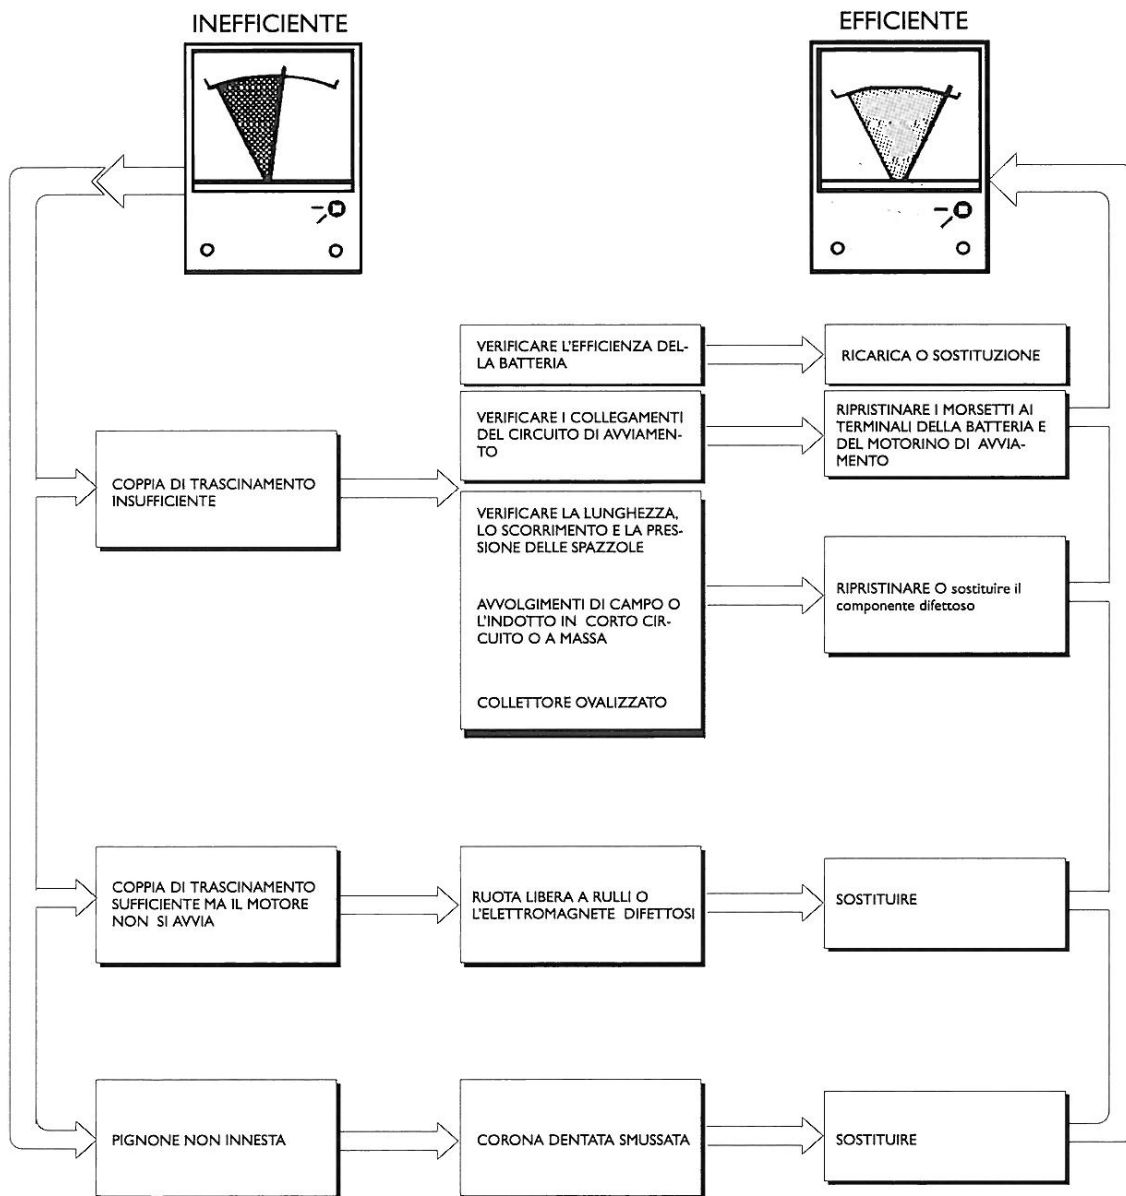 INEFFICIENTE
EFFICIENTE
VERIFICARE L'EFFICIENZA DEL-
LA BATTERIA
RICARICA O SOSTITUZIONE
VERIFICARE I COLLEGAMENTI
DEL CIRCUITO DI AVVIAMEN-
TO
RIPRISTINARE I MORSETTI AI
TERMINALI DELLA BATTERIA E
DEL MOTORINO DI AVVIA-
MENTO
COPPIA DI TRASCINAMENTO
INSUFFICIENTE
VERIFICARE LA LUNGHEZZA,
LO SCORRIMENTO E LA PRES-
SIONE DELLE SPAZZOLE
AVVOLGIMENTI DI CAMPO O
L'INDOTTO IN CORTO CIR-
CUITO O A MASSA
COLLETTORE OVALIZZATO
RIPRISTINARE O sostituire il
componente difettoso
COPPIA DI TRASCINAMENTO
SUFFICIENTE MA IL MOTORE
NON SI AVVIA
RUOTA LIBERA A RULLI O
L'ELETTROMAGNETE DIFETTOSI
SOSTITUIRE
PIGNONE NON INNESTA
CORONA DENTATA SMUSSATA
SOSTITUIRE